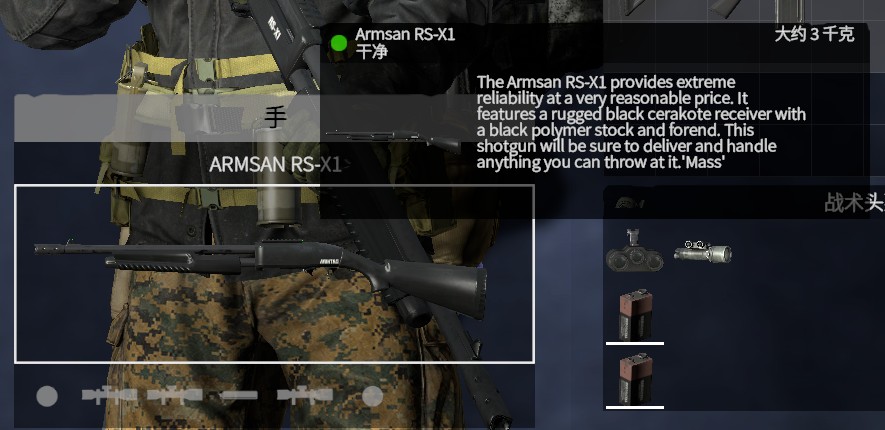 RS-X1
Armsan RS-X1
大约 3 千克
干净
The Armsan RS-X1 provides extreme
reliability at a very reasonable price. It
features a rugged black cerakote receiver with
a black polymer stock and forend. This
shotgun will be sure to deliver and handle
anything you can throw at it.'Mass'
手
ARMSAN RS-X1
战术头